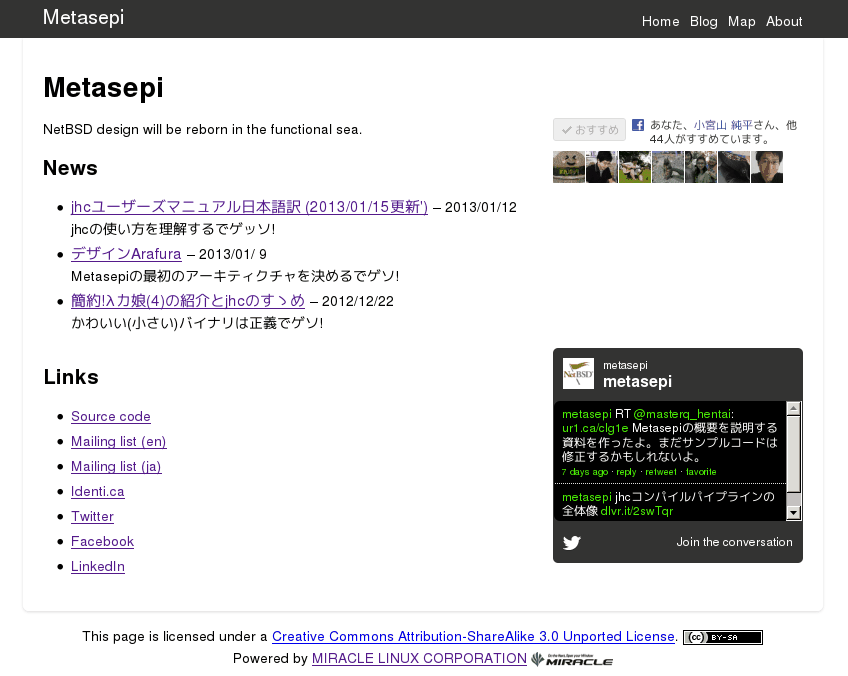 Metasepi
Home Blog Map About
Metasepi
NetBSD design will be reborn in the functional sea.
おすすめ
あなた、小宮山 純平さん、他
44人がすすめています。
News
jhcユーザーズマニュアル日本語訳 (2013/01/15更新') – 2013/01/12
jhcの使い方を理解するでゲッソ!
デザインArafura – 2013/01/ 9
Metasepiの最初のアーキティクチャを決めるでゲソ!
簡約!λカ娘(4)の紹介とjhcのすゝめ – 2012/12/22
かわいい(小さい)バイナリは正義でゲソ!
Links
Source code
Mailing list (en)
Mailing list (ja)
Identi.ca
Twitter
Facebook
LinkedIn
NetBSD
metasepi
metasepi
metasepi RT @masterq_hentai:
ur1.ca/clg1e Metasepiの概要を説明する
資料を作ったよ。まだサンプルコードは
修正するかもしれないよ。
7 days ago · reply · retweet · favorite
metasepi jhcコンパイルパイプラインの
全体像 dlvr.it/2swTqr
Join the conversation
This page is licensed under a Creative Commons Attribution-ShareAlike 3.0 Unported License. cc BY-SA
Powered by MIRACLE LINUX CORPORATION MIRACLE